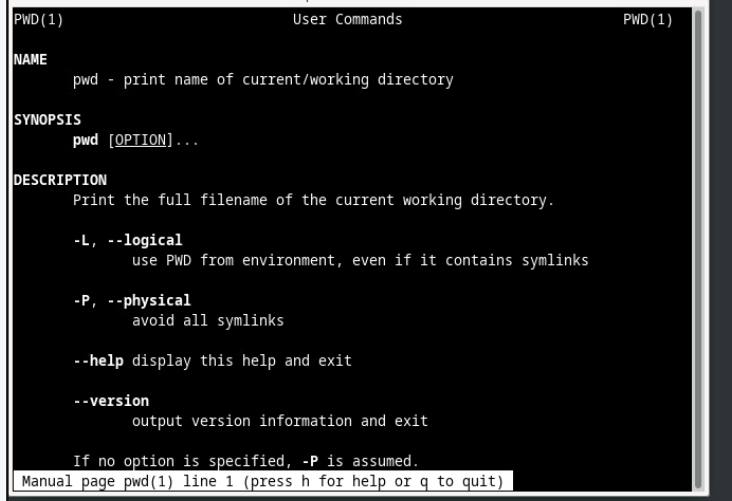 PWD(1) User Commands PWD(1)
NAME
pwd - print name of current/working directory
SYNOPSIS
pwd [OPTION]...
DESCRIPTION
Print the full filename of the current working directory.
-L, --logical
use PWD from environment, even if it contains symlinks
-P, --physical
avoid all symlinks
--help display this help and exit
--version
output version information and exit
If no option is specified, -P is assumed.
Manual page pwd(1) line 1 (press h for help or q to quit)